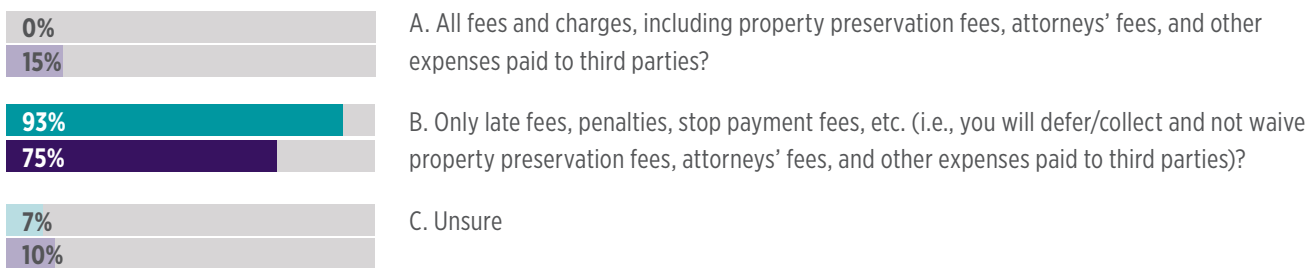 0%
15%
A. All fees and charges, including property preservation fees, attorneys’ fees, and other
expenses paid to third parties?
93%
75%
B. Only late fees, penalties, stop payment fees, etc. (i.e., you will defer/collect and not waive
property preservation fees, attorneys’ fees, and other expenses paid to third parties)?
7%
10%
C. Unsure